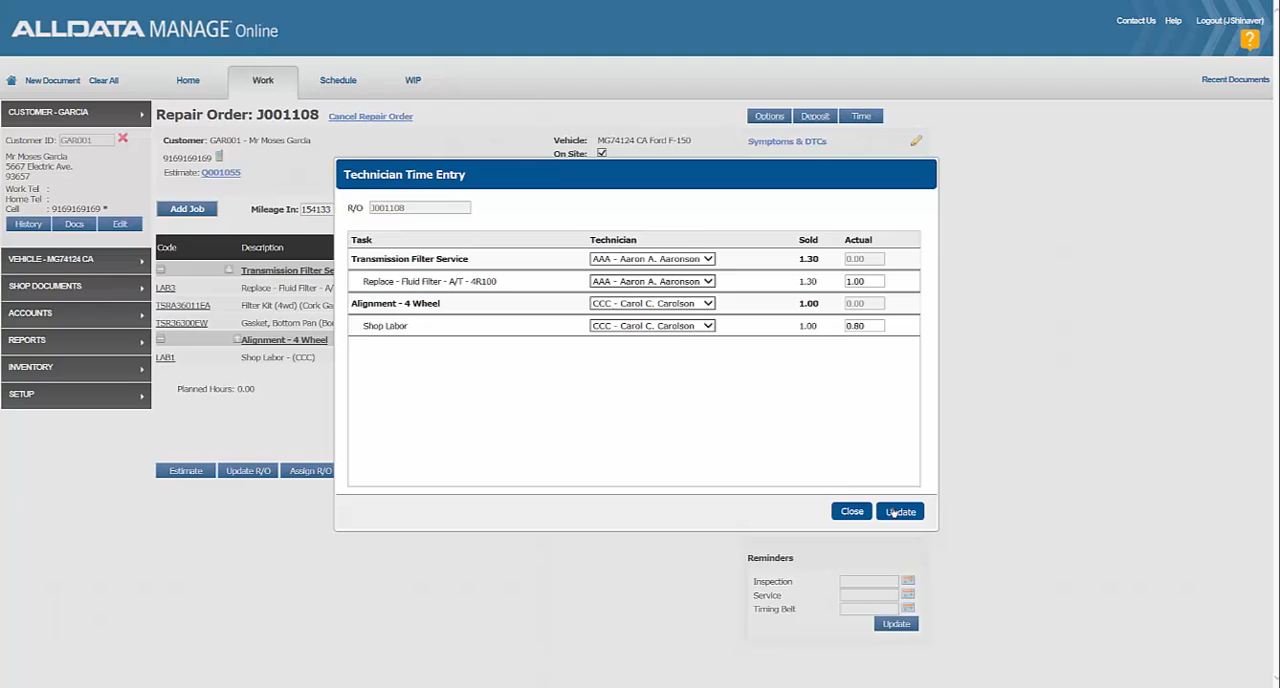 ALLDATA MANAGE Online
Contact Us Help Logout (JShinaver)
?
New Document Clear All Home Work Schedule WIP Recent Documents
CUSTOMER - GARCIA
Customer ID: GAR001
Mr Moses Garcia
5667 Electric Ave.
93657
Work Tel :
Home Tel :
Cell : 9169169169 *
History Docs Edit
VEHICLE - MG74124 CA
SHOP DOCUMENTS
ACCOUNTS
REPORTS
INVENTORY
SETUP
Repair Order: J001108 Cancel Repair Order
Options Deposit Time
Customer: GAR001 - Mr Moses Garcia
9169169169
Estimate: Q001055
Vehicle: MG74124 CA Ford F-150
On Site:
Symptoms & DTCs
Add Job Mileage In: 154133
Code Description
Transmission Filter Se
LAB3 Replace - Fluid Filter - A/
TSRA36011EA Filter Kit (4wd) (Cork Ga
TSR36300EW Gasket, Bottom Pan (Bo
Alignment - 4 Wheel
LAB1 Shop Labor - (CCC)
Planned Hours: 0.00
Estimate Update R/O Assign R/O
Technician Time Entry
R/O J001108
Task Technician Sold Actual
Transmission Filter Service AAA - Aaron A. Aaronson 1.30 0.00
Replace - Fluid Filter - A/T - 4R100 AAA - Aaron A. Aaronson 1.30 1.00
Alignment - 4 Wheel CCC - Carol C. Carolson 1.00 0.00
Shop Labor CCC - Carol C. Carolson 1.00 0.80
Close Update
Reminders
Inspection
Service
Timing Belt
Update